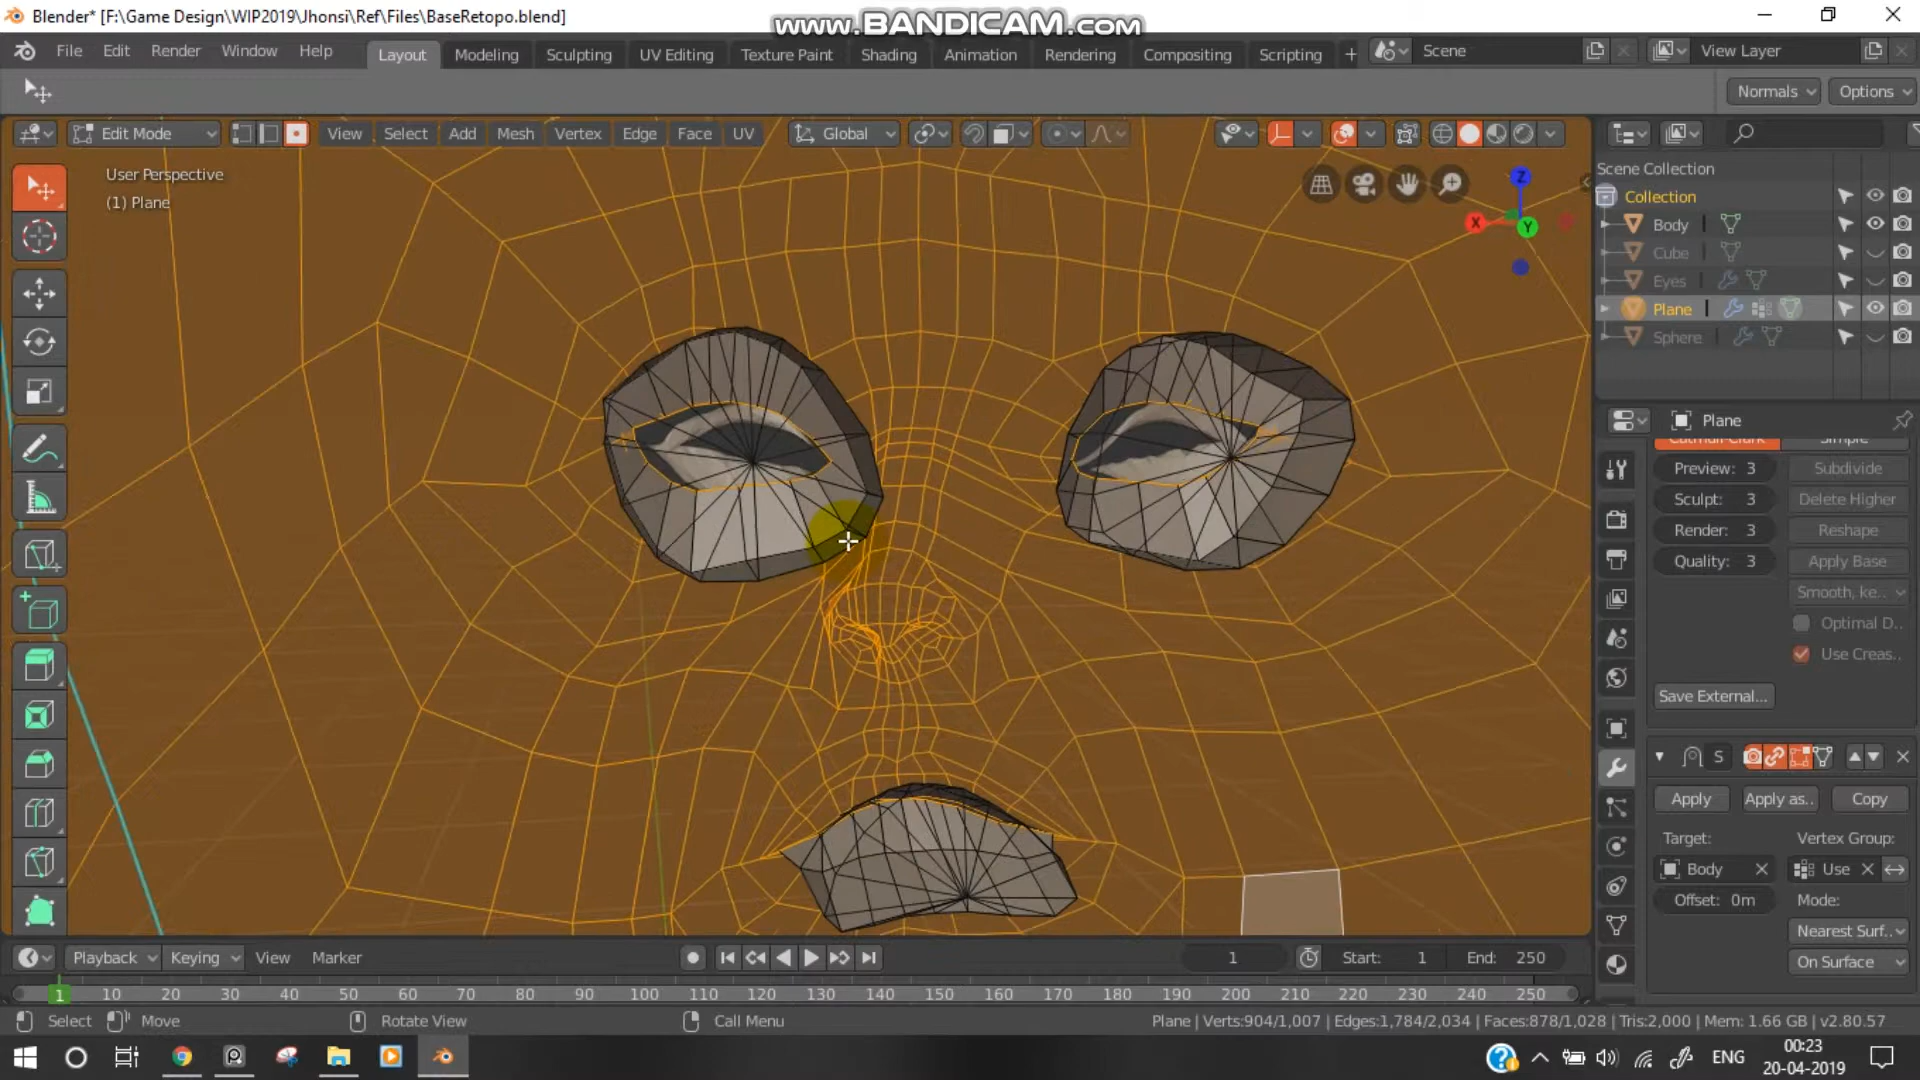 Blender* [F:\Game Design\WIP2019\Jhonsi\Ref\Files\BaseRetopo.blend]
www.BANDICAM.com
File Edit Render Window Help Layout Modeling Sculpting UV Editing Texture Paint Shading Animation Rendering Compositing Scripting + Scene View Layer
Normals Options
Edit Mode View Select Add Mesh Vertex Edge Face UV Global
User Perspective
(1) Plane
Z
X
Y
Scene Collection
Collection
Body
Cube
Eyes
Plane
Sphere
Plane
Catmull-Clark Simple
Preview: 3 Subdivide
Sculpt: 3 Delete Higher
Render: 3 Reshape
Quality: 3 Apply Base
Smooth, ke..
Optimal D..
Use Creas..
Save External...
S
Apply Apply as.. Copy
Target: Vertex Group:
Body Use
Offset: 0m Mode:
Nearest Surf..
On Surface
Playback Keying View Marker 1 Start: 1 End: 250
1 10 20 30 40 50 60 70 80 90 100 110 120 130 140 150 160 170 180 190 200 210 220 230 240 250
Select Move Rotate View Call Menu Plane | Verts:904/1,007 | Edges:1,784/2,034 | Faces:878/1,028 | Tris:2,000 | Mem: 1.66 GB | v2.80.57
ENG
00:23
20-04-2019